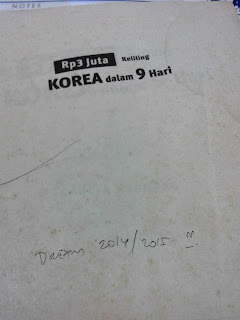 NOTES
Rp3 Juta Keliling
KOREA dalam 9 Hari
DREAM 2014/2015 !!